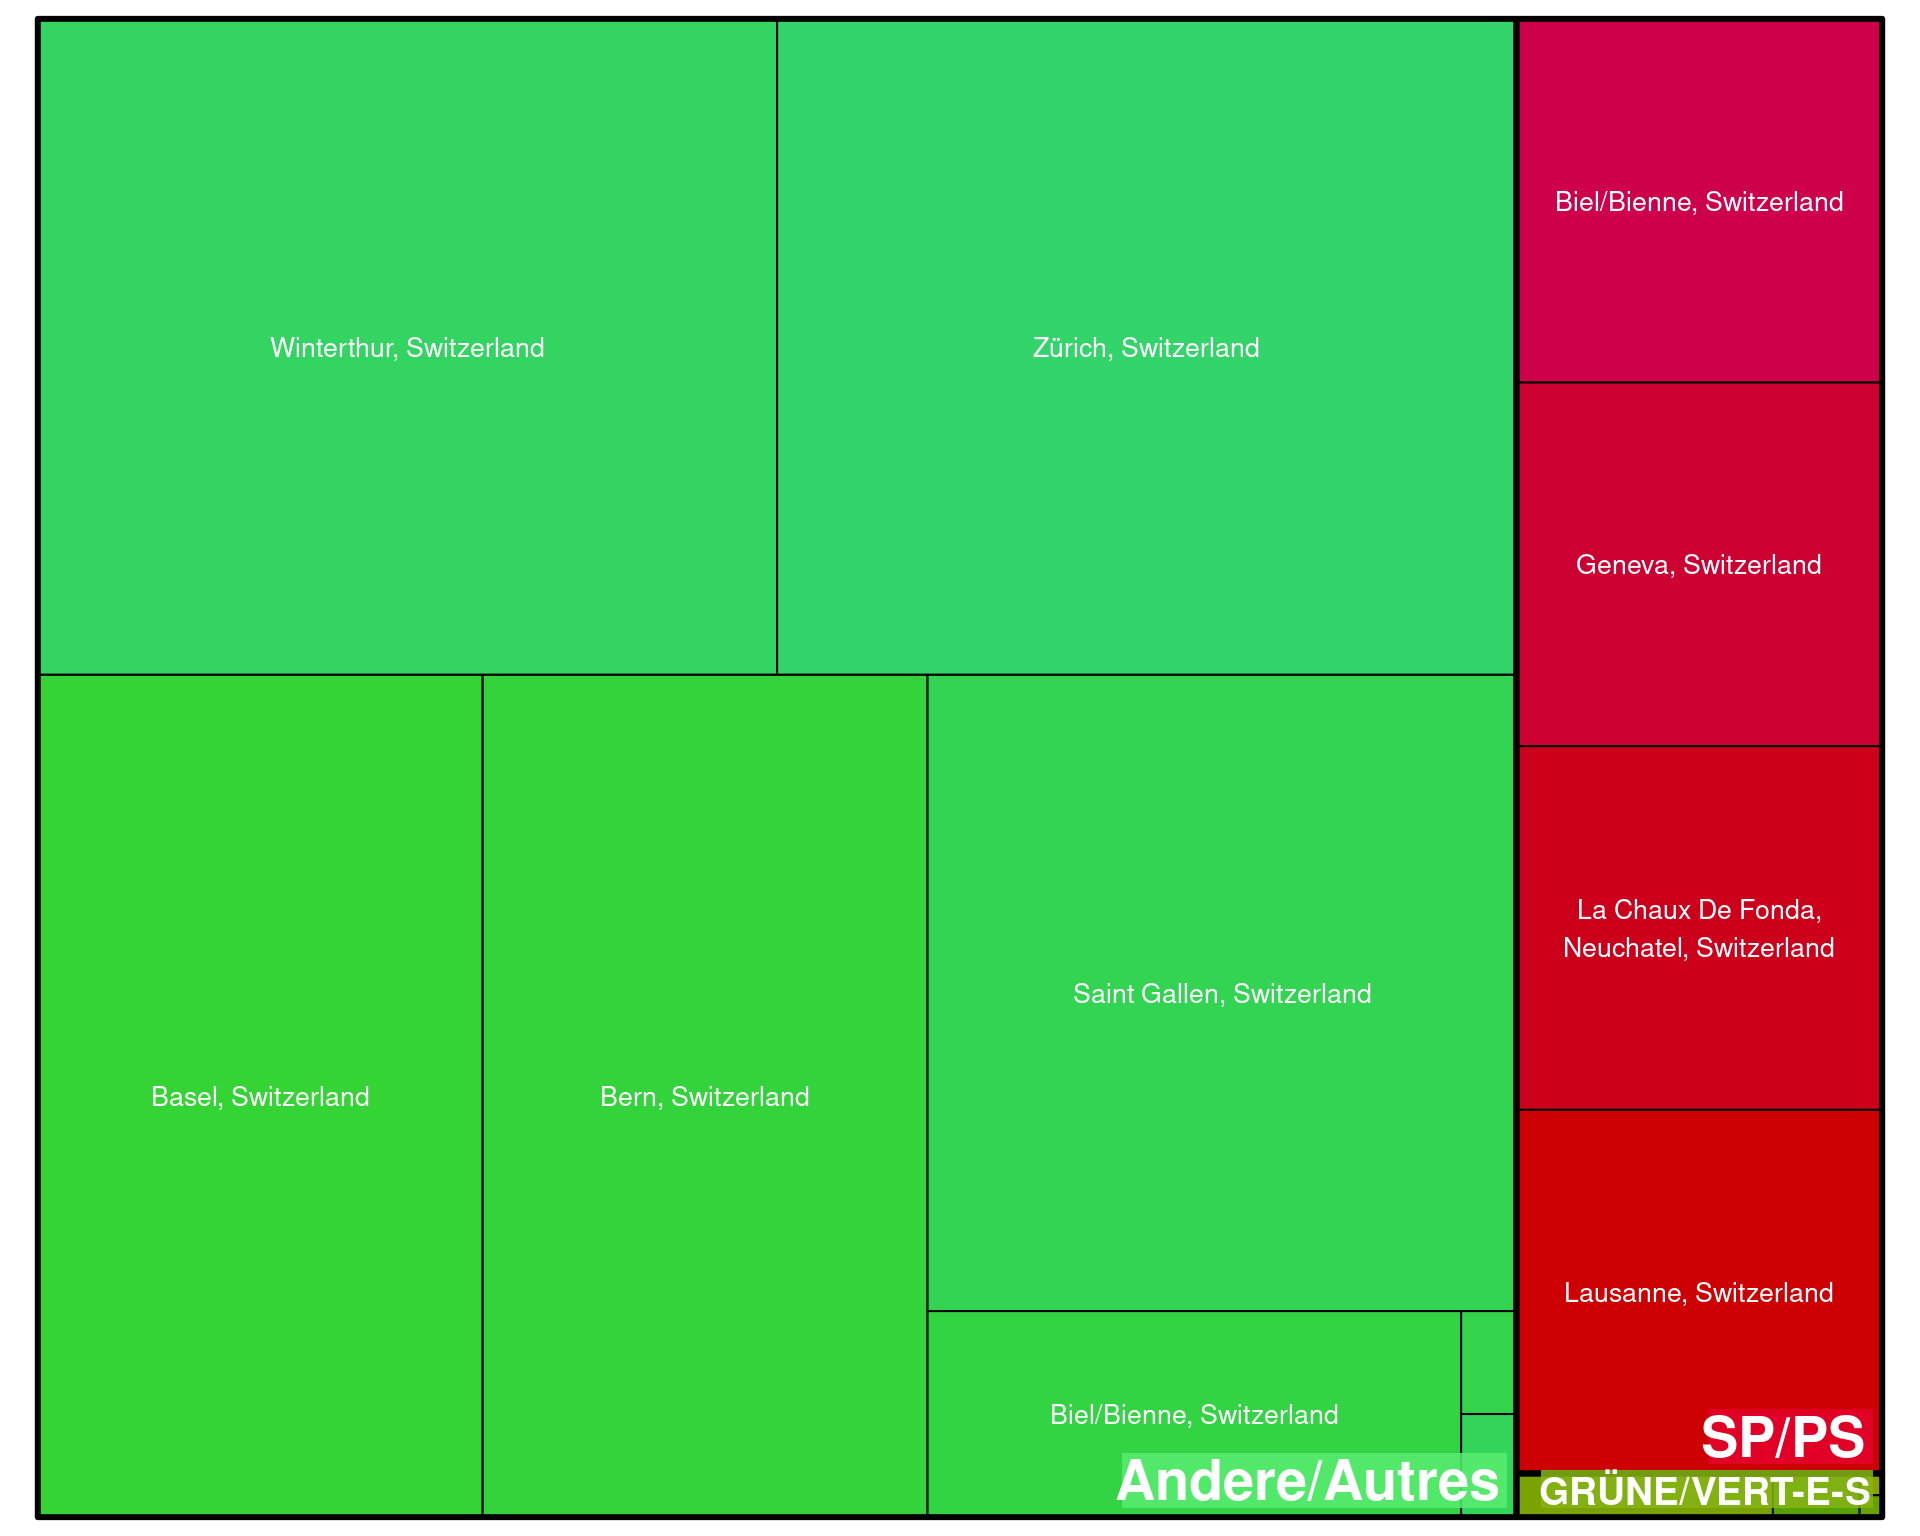 Winterthur, Switzerland
Zürich, Switzerland
Biel/Bienne, Switzerland
Geneva, Switzerland
La Chaux De Fonda,
Neuchatel, Switzerland
Saint Gallen, Switzerland
Basel, Switzerland
Bern, Switzerland
Lausanne, Switzerland
Biel/Bienne, Switzerland
SP/PS
Andere/Autres
GRÜNE/VERT-E-S